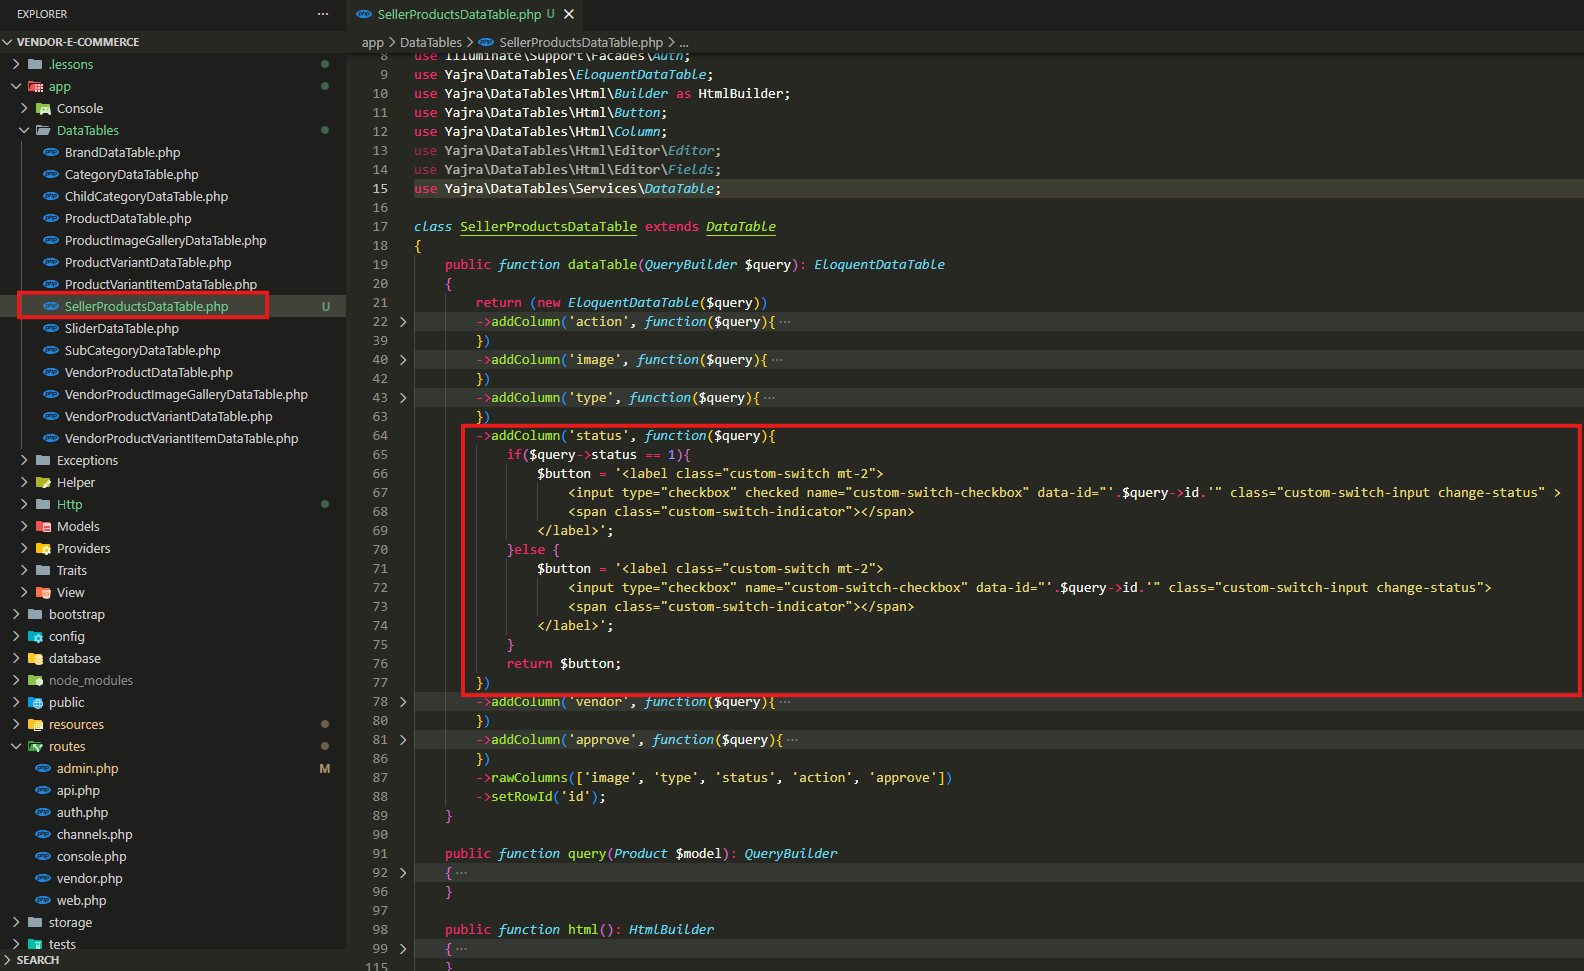 EXPLORER
VENDOR-E-COMMERCE
.lessons
app
Console
DataTables
BrandDataTable.php
CategoryDataTable.php
ChildCategoryDataTable.php
ProductDataTable.php
ProductImageGalleryDataTable.php
ProductVariantDataTable.php
ProductVariantItemDataTable.php
SellerProductsDataTable.php U
SliderDataTable.php
SubCategoryDataTable.php
VendorProductDataTable.php
VendorProductImageGalleryDataTable.php
VendorProductVariantDataTable.php
VendorProductVariantItemDataTable.php
Exceptions
Helper
Http
Models
Providers
Traits
View
bootstrap
config
database
node_modules
public
resources
routes
admin.php M
api.php
auth.php
channels.php
console.php
vendor.php
web.php
storage
tests
SEARCH
SellerProductsDataTable.php U
app > DataTables > SellerProductsDataTable.php > ...
8 use Illuminate\Support\Facades\Auth;
9 use Yajra\DataTables\EloquentDataTable;
10 use Yajra\DataTables\Html\Builder as HtmlBuilder;
11 use Yajra\DataTables\Html\Button;
12 use Yajra\DataTables\Html\Column;
13 use Yajra\DataTables\Html\Editor\Editor;
14 use Yajra\DataTables\Html\Editor\Fields;
15 use Yajra\DataTables\Services\DataTable;
16
17 class SellerProductsDataTable extends DataTable
18 {
19 public function dataTable(QueryBuilder $query): EloquentDataTable
20 {
21 return (new EloquentDataTable($query))
22 ->addColumn('action', function($query){ ...
39 })
40 ->addColumn('image', function($query){ ...
42 })
43 ->addColumn('type', function($query){ ...
63 })
64 ->addColumn('status', function($query){
65 if($query->status == 1){
66 $button = '<label class="custom-switch mt-2">
67 <input type="checkbox" checked name="custom-switch-checkbox" data-id="'.$query->id.'" class="custom-switch-input change-status" >
68 <span class="custom-switch-indicator"></span>
69 </label>';
70 }else {
71 $button = '<label class="custom-switch mt-2">
72 <input type="checkbox" name="custom-switch-checkbox" data-id="'.$query->id.'" class="custom-switch-input change-status">
73 <span class="custom-switch-indicator"></span>
74 </label>';
75 }
76 return $button;
77 })
78 ->addColumn('vendor', function($query){ ...
80 })
81 ->addColumn('approve', function($query){ ...
86 })
87 ->rawColumns(['image', 'type', 'status', 'action', 'approve'])
88 ->setRowId('id');
89 }
90
91 public function query(Product $model): QueryBuilder
92 { ...
96 }
97
98 public function html(): HtmlBuilder
99 { ...
115 }